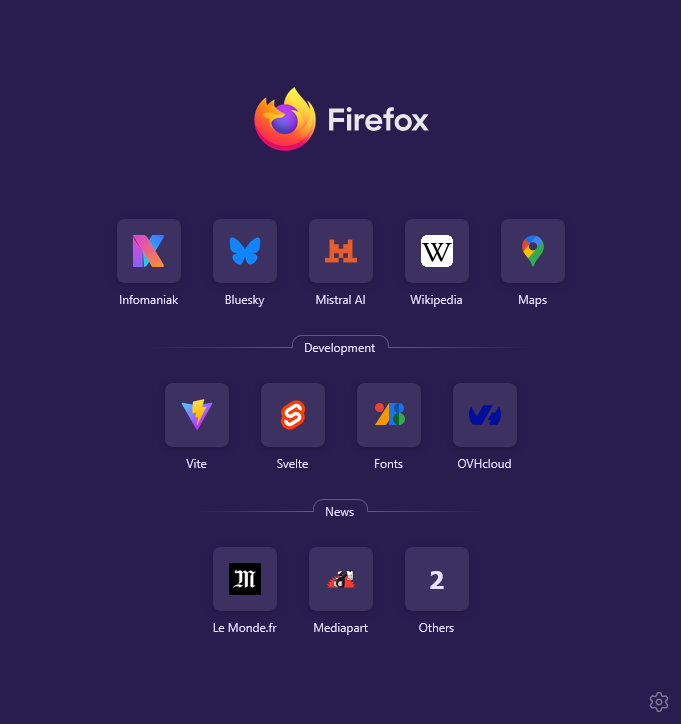 Firefox
Infomaniak
Bluesky
Mistral AI
W
Wikipedia
Maps
Development
Vite
Svelte
Fonts
OVHcloud
News
M
Le Monde.fr
Mediapart
2
Others